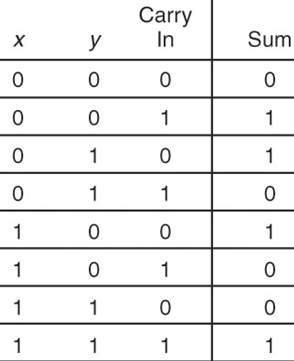 Carry
x y In Sum
0 0 0 0
0 0 1 1
0 1 0 1
0 1 1 0
1 0 0 1
1 0 1 0
1 1 0 0
1 1 1 1